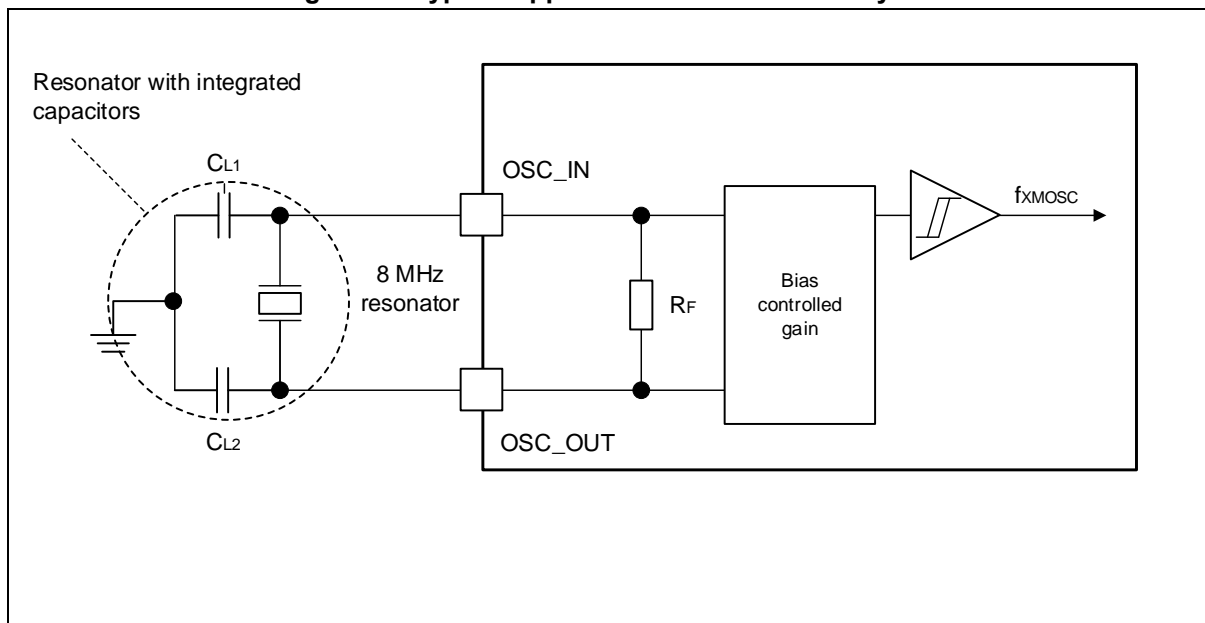 Resonator with integrated
capacitors
CL1
OSC_IN
fXMOSC
8 MHz
resonator
RF
Bias
controlled
gain
OSC_OUT
CL2